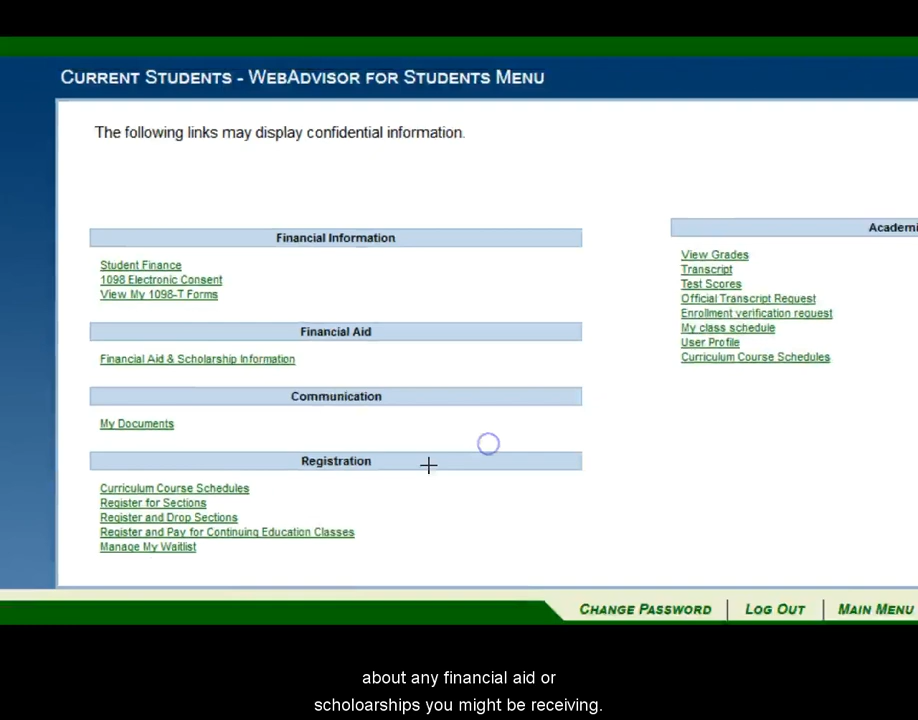 CURRENT STUDENTS - WEBADVISOR FOR STUDENTS MENU
The following links may display confidential information.
Financial Information
Student Finance
1098 Electronic Consent
View My 1098-T Forms
Financial Aid
Financial Aid & Scholarship Information
Communication
My Documents
Registration
Curriculum Course Schedules
Register for Sections
Register and Drop Sections
Register and Pay for Continuing Education Classes
Manage My Waitlist
Academi
View Grades
Transcript
Test Scores
Official Transcript Request
Enrollment verification request
My class schedule
User Profile
Curriculum Course Schedules
CHANGE PASSWORD LOG OUT MAIN MENU
about any financial aid or
scholoarships you might be receiving.